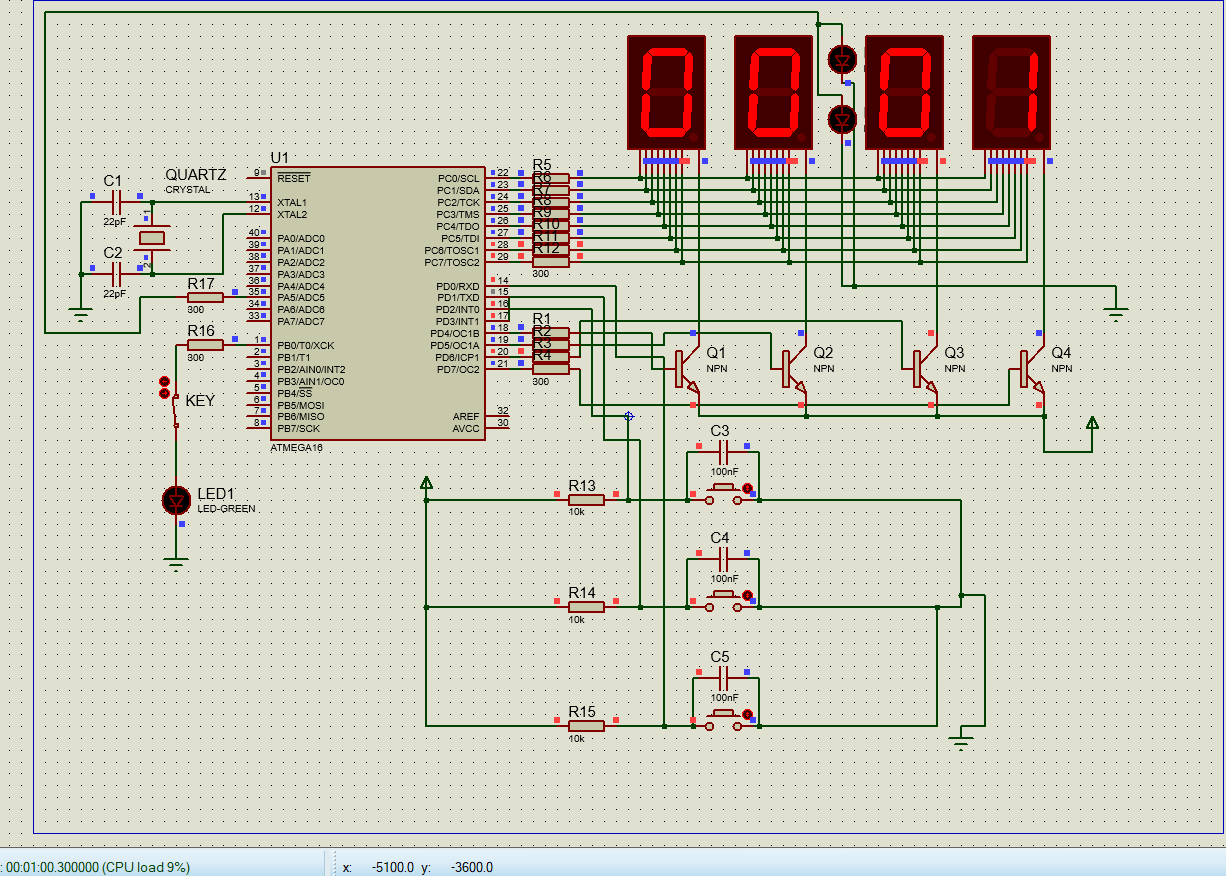 0 0 0 1
U1
QUARTZ
CRYSTAL
C1
22pF
1
2
C2
22pF
9 RESET
13 XTAL1
12 XTAL2
40 PA0/ADC0
39 PA1/ADC1
38 PA2/ADC2
37 PA3/ADC3
36 PA4/ADC4
35 PA5/ADC5
34 PA6/ADC6
33 PA7/ADC7
1 PB0/T0/XCK
2 PB1/T1
3 PB2/AIN0/INT2
4 PB3/AIN1/OC0
5 PB4/SS
6 PB5/MOSI
7 PB6/MISO
8 PB7/SCK
ATMEGA16
PC0/SCL 22
PC1/SDA 23
PC2/TCK 24
PC3/TMS 25
PC4/TDO 26
PC5/TDI 27
PC6/TOSC1 28
PC7/TOSC2 29
PD0/RXD 14
PD1/TXD 15
PD2/INT0 16
PD3/INT1 17
PD4/OC1B 18
PD5/OC1A 19
PD6/ICP1 20
PD7/OC2 21
AREF 32
AVCC 30
R5
R6
R7
R8
R9
R10
R11
R12
300
R1
R2
R3
R4
300
R17
300
R16
300
KEY
LED1
LED-GREEN
Q1
NPN
Q2
NPN
Q3
NPN
Q4
NPN
C3
100nF
R13
10k
C4
100nF
R14
10k
C5
100nF
R15
10k
: 00:01:00.300000 (CPU load 9%)
x: -5100.0 y: -3600.0